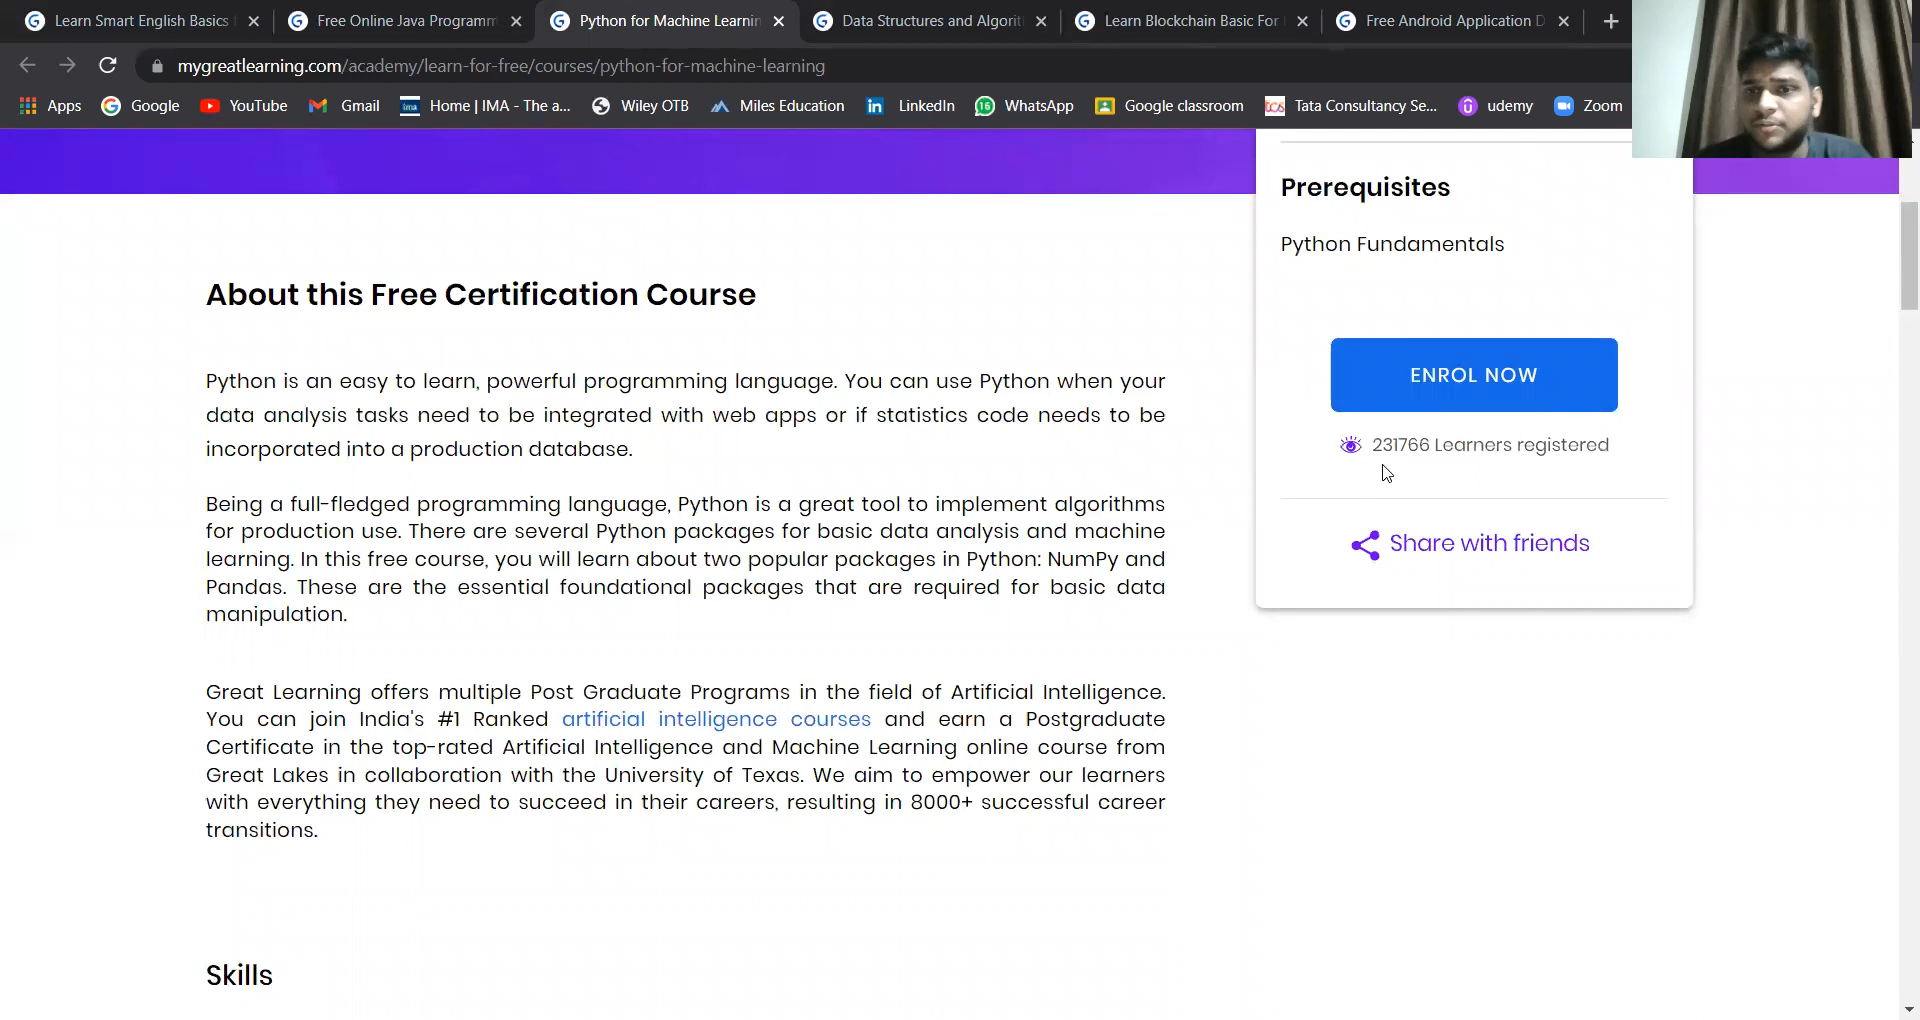 Learn Smart English Basics
Free Online Java Programm
Python for Machine Learnin
Data Structures and Algorit
Learn Blockchain Basic For
Free Android Application D
mygreatlearning.com/academy/learn-for-free/courses/python-for-machine-learning
Apps
Google
YouTube
Gmail
ima
Home | IMA - The a...
Wiley OTB
Miles Education
in
LinkedIn
16
WhatsApp
Google classroom
tcs
Tata Consultancy Se...
udemy
Zoom
Prerequisites
Python Fundamentals
ENROL NOW
231766 Learners registered
Share with friends
About this Free Certification Course
Python is an easy to learn, powerful programming language. You can use Python when your
data analysis tasks need to be integrated with web apps or if statistics code needs to be
incorporated into a production database.
Being a full-fledged programming language, Python is a great tool to implement algorithms
for production use. There are several Python packages for basic data analysis and machine
learning. In this free course, you will learn about two popular packages in Python: NumPy and
Pandas. These are the essential foundational packages that are required for basic data
manipulation.
Great Learning offers multiple Post Graduate Programs in the field of Artificial Intelligence.
You can join India's #1 Ranked artificial intelligence courses and earn a Postgraduate
Certificate in the top-rated Artificial Intelligence and Machine Learning online course from
Great Lakes in collaboration with the University of Texas. We aim to empower our learners
with everything they need to succeed in their careers, resulting in 8000+ successful career
transitions.
Skills